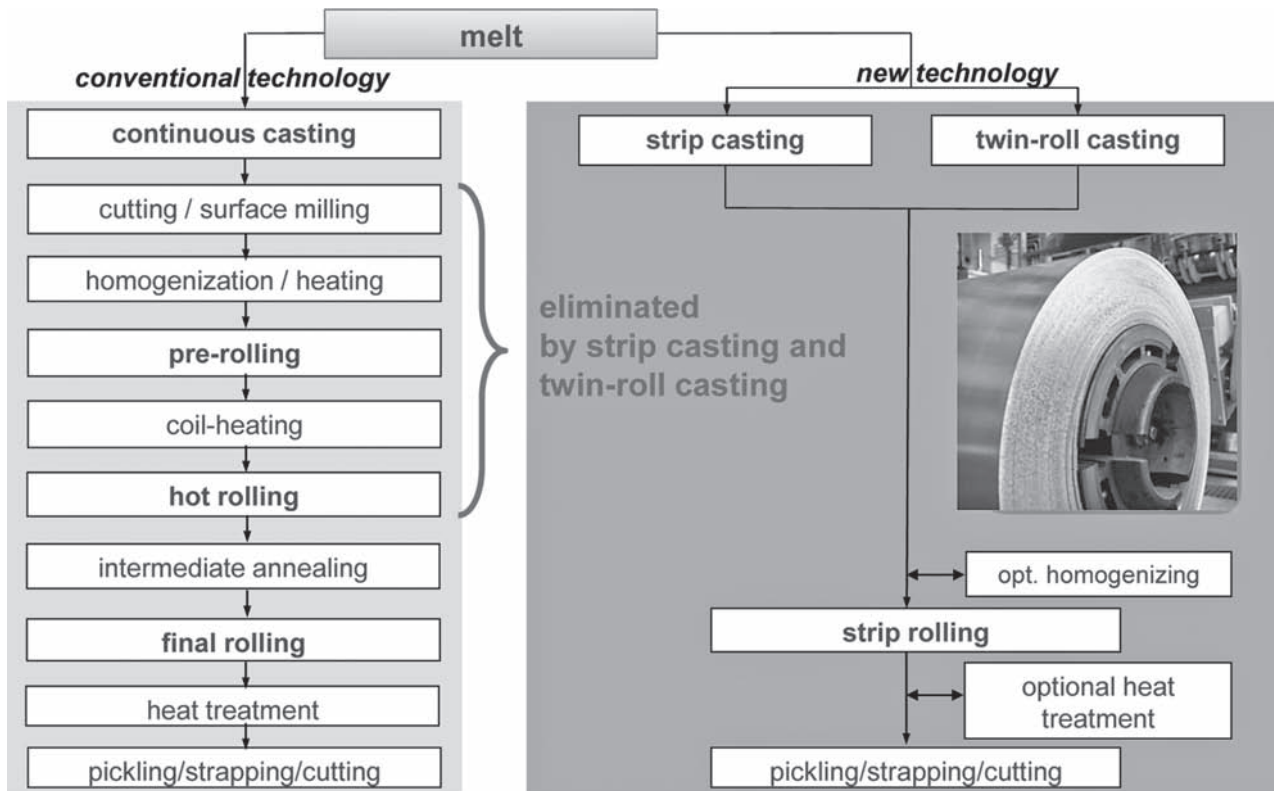 melt
conventional technology
new technology
continuous casting
cutting / surface milling
homogenization / heating
pre-rolling
coil-heating
hot rolling
intermediate annealing
final rolling
heat treatment
pickling/strapping/cutting
eliminated
by strip casting and
twin-roll casting
strip casting
twin-roll casting
opt. homogenizing
strip rolling
optional heat
treatment
pickling/strapping/cutting